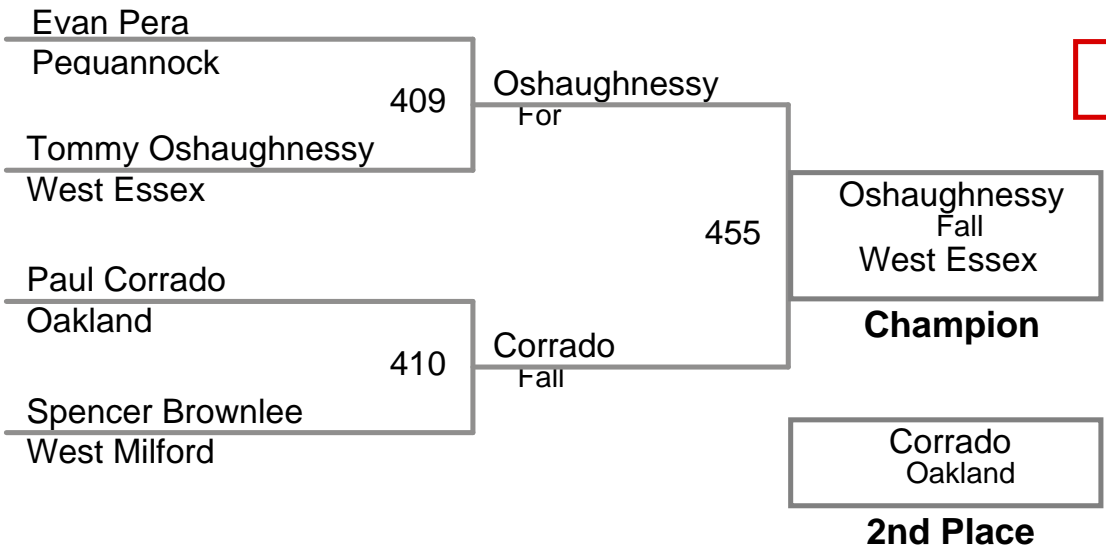 Evan Pera
Pequannock
409
Oshaughnessy
For
Tommy Oshaughnessy
West Essex
455
Oshaughnessy
Fall
West Essex
Champion
Paul Corrado
Oakland
410
Corrado
Fall
Spencer Brownlee
West Milford
Corrado
Oakland
2nd Place